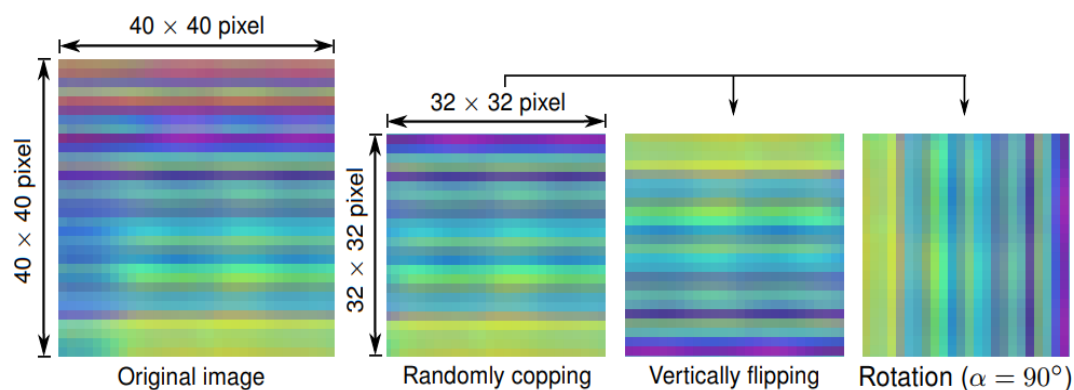 40 × 40 pixel
40 × 40 pixel
Original image
32 × 32 pixel
32 × 32 pixel
Randomly copping
Vertically flipping
Rotation (α = 90°)